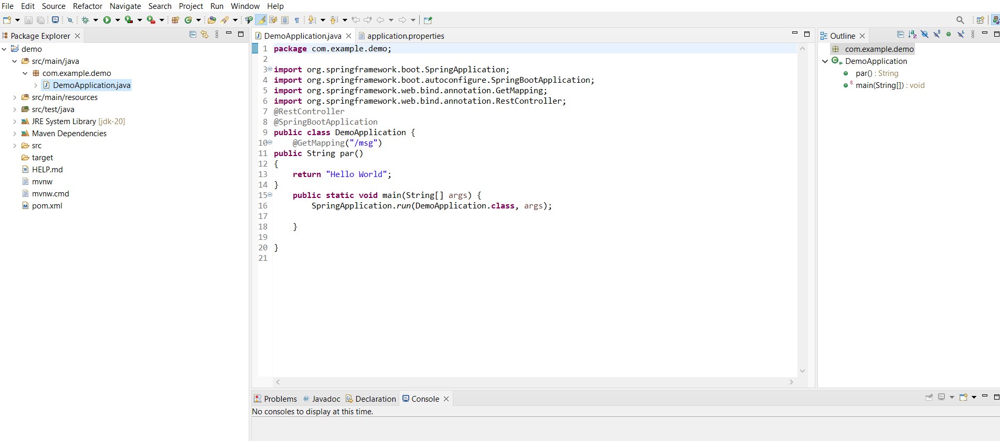 File Edit Source Refactor Navigate Search Project Run Window Help
Package Explorer
demo
src/main/java
com.example.demo
DemoApplication.java
src/main/resources
src/test/java
JRE System Library [jdk-20]
Maven Dependencies
src
target
HELP.md
mvnw
mvnw.cmd
pom.xml
DemoApplication.java application.properties
1 package com.example.demo;
2
3 import org.springframework.boot.SpringApplication;
4 import org.springframework.boot.autoconfigure.SpringBootApplication;
5 import org.springframework.web.bind.annotation.GetMapping;
6 import org.springframework.web.bind.annotation.RestController;
7 @RestController
8 @SpringBootApplication
9 public class DemoApplication {
10 @GetMapping("/msg")
11 public String par()
12 {
13 return "Hello World";
14 }
15 public static void main(String[] args) {
16 SpringApplication.run(DemoApplication.class, args);
17
18 }
19
20 }
21
Outline
com.example.demo
DemoApplication
par() : String
main(String[]) : void
Problems @ Javadoc Declaration Console
No consoles to display at this time.